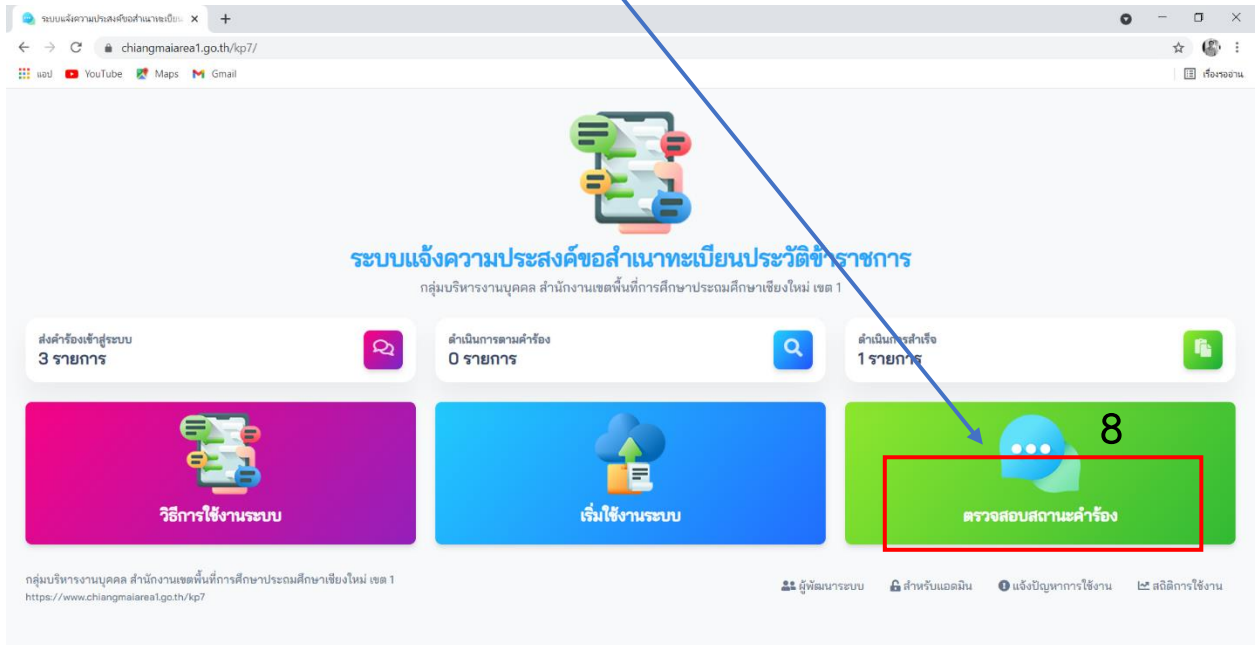 ระบบแจ้งความประสงค์ขอสำเนาทะเบียน
chiangmaiarea1.go.th/kp7/
แอป YouTube Maps Gmail เรื่องรออ่าน
ระบบแจ้งความประสงค์ขอสำเนาทะเบียนประวัติข้าราชการ
กลุ่มบริหารงานบุคคล สำนักงานเขตพื้นที่การศึกษาประถมศึกษาเชียงใหม่ เขต 1
ส่งคำร้องเข้าสู่ระบบ
3 รายการ
ดำเนินการตามคำร้อง
0 รายการ
ดำเนินการสำเร็จ
1 รายการ
8
วิธีการใช้งานระบบ
เริ่มใช้งานระบบ
ตรวจสอบสถานะคำร้อง
กลุ่มบริหารงานบุคคล สำนักงานเขตพื้นที่การศึกษาประถมศึกษาเชียงใหม่ เขต 1
https://www.chiangmaiarea1.go.th/kp7
ผู้พัฒนาระบบ สำหรับแอดมิน แจ้งปัญหาการใช้งาน สถิติการใช้งาน